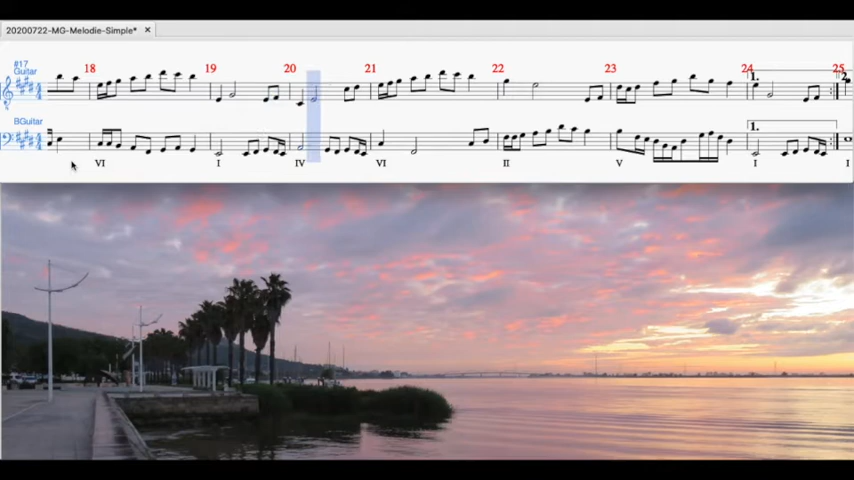 20200722-MG-Melodie-Simple* ×
#17 18 19 20 21 22 23 24 25
Guitar
1. 2.
BGuitar
1.
VI I IV VI II V I I